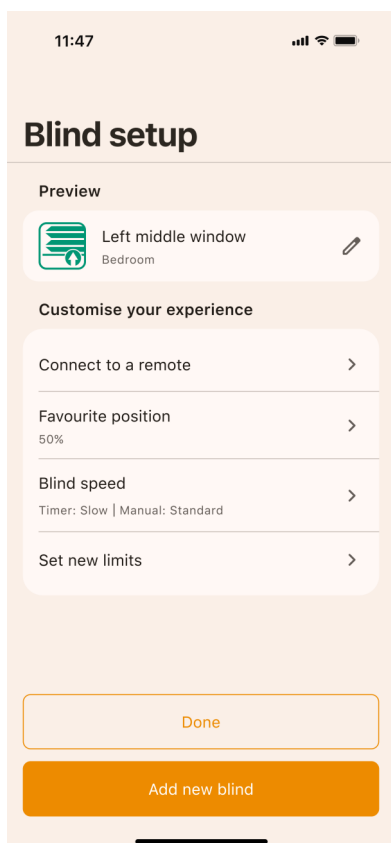 11:47
Blind setup
Preview
Left middle window
Bedroom
Customise your experience
Connect to a remote
Favourite position
50%
Blind speed
Timer: Slow | Manual: Standard
Set new limits
Done
Add new blind